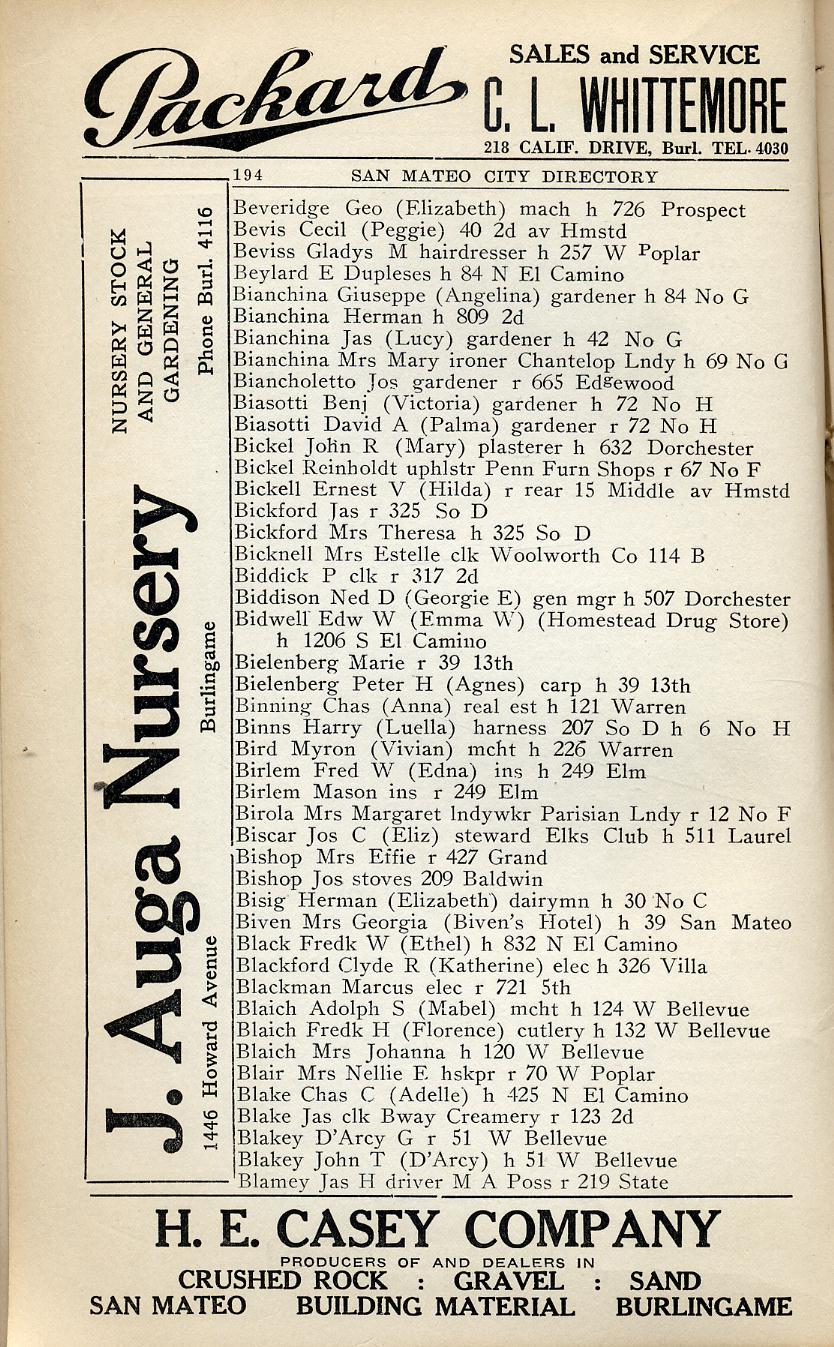 Packard
SALES and SERVICE
C. L. WHITTEMORE
218 CALIF. DRIVE, Burl. TEL. 4030
194 SAN MATEO CITY DIRECTORY
Beveridge Geo (Elizabeth) mach h 726 Prospect
Bevis Cecil (Peggie) 40 2d av Hmstd
Beviss Gladys M hairdresser h 257 W Poplar
Beylard E Dupleses h 84 N El Camino
Bianchina Giuseppe (Angelina) gardener h 84 No G
Bianchina Herman h 809 2d
Bianchina Jas (Lucy) gardener h 42 No G
Bianchina Mrs Mary ironer Chantelop Lndy h 69 No G
Biancholetto Jos gardener r 665 Edgewood
Biasotti Benj (Victoria) gardener h 72 No H
Biasotti David A (Palma) gardener r 72 No H
Bickel John R (Mary) plasterer h 632 Dorchester
Bickel Reinholdt uphlstr Penn Furn Shops r 67 No F
Bickell Ernest V (Hilda) r rear 15 Middle av Hmstd
Bickford Jas r 325 So D
Bickford Mrs Theresa h 325 So D
Bicknell Mrs Estelle clk Woolworth Co 114 B
Biddick P clk r 317 2d
Biddison Ned D (Georgie E) gen mgr h 507 Dorchester
Bidwell Edw W (Emma W) (Homestead Drug Store)
h 1206 S El Camino
Bielenberg Marie r 39 13th
Bielenberg Peter H (Agnes) carp h 39 13th
Binning Chas (Anna) real est h 121 Warren
Binns Harry (Luella) harness 207 So D h 6 No H
Bird Myron (Vivian) mcht h 226 Warren
Birlem Fred W (Edna) ins h 249 Elm
Birlem Mason ins r 249 Elm
Birola Mrs Margaret lndywkr Parisian Lndy r 12 No F
Biscar Jos C (Eliz) steward Elks Club h 511 Laurel
Bishop Mrs Effie r 427 Grand
Bishop Jos stoves 209 Baldwin
Bisig Herman (Elizabeth) dairymn h 30 No C
Biven Mrs Georgia (Biven's Hotel) h 39 San Mateo
Black Fredk W (Ethel) h 832 N El Camino
Blackford Clyde R (Katherine) elec h 326 Villa
Blackman Marcus elec r 721 5th
Blaich Adolph S (Mabel) mcht h 124 W Bellevue
Blaich Fredk H (Florence) cutlery h 132 W Bellevue
Blaich Mrs Johanna h 120 W Bellevue
Blair Mrs Nellie E hskpr r 70 W Poplar
Blake Chas C (Adelle) h 425 N El Camino
Blake Jas clk Bway Creamery r 123 2d
Blakey D'Arcy G r 51 W Bellevue
Blakey John T (D'Arcy) h 51 W Bellevue
Blamey Jas H driver M A Poss r 219 State
J. Auga Nursery
NURSERY STOCK
AND GENERAL
GARDENING
1446 Howard Avenue Burlingame Phone Burl. 4116
H. E. CASEY COMPANY
PRODUCERS OF AND DEALERS IN
CRUSHED ROCK : GRAVEL : SAND
SAN MATEO BUILDING MATERIAL BURLINGAME